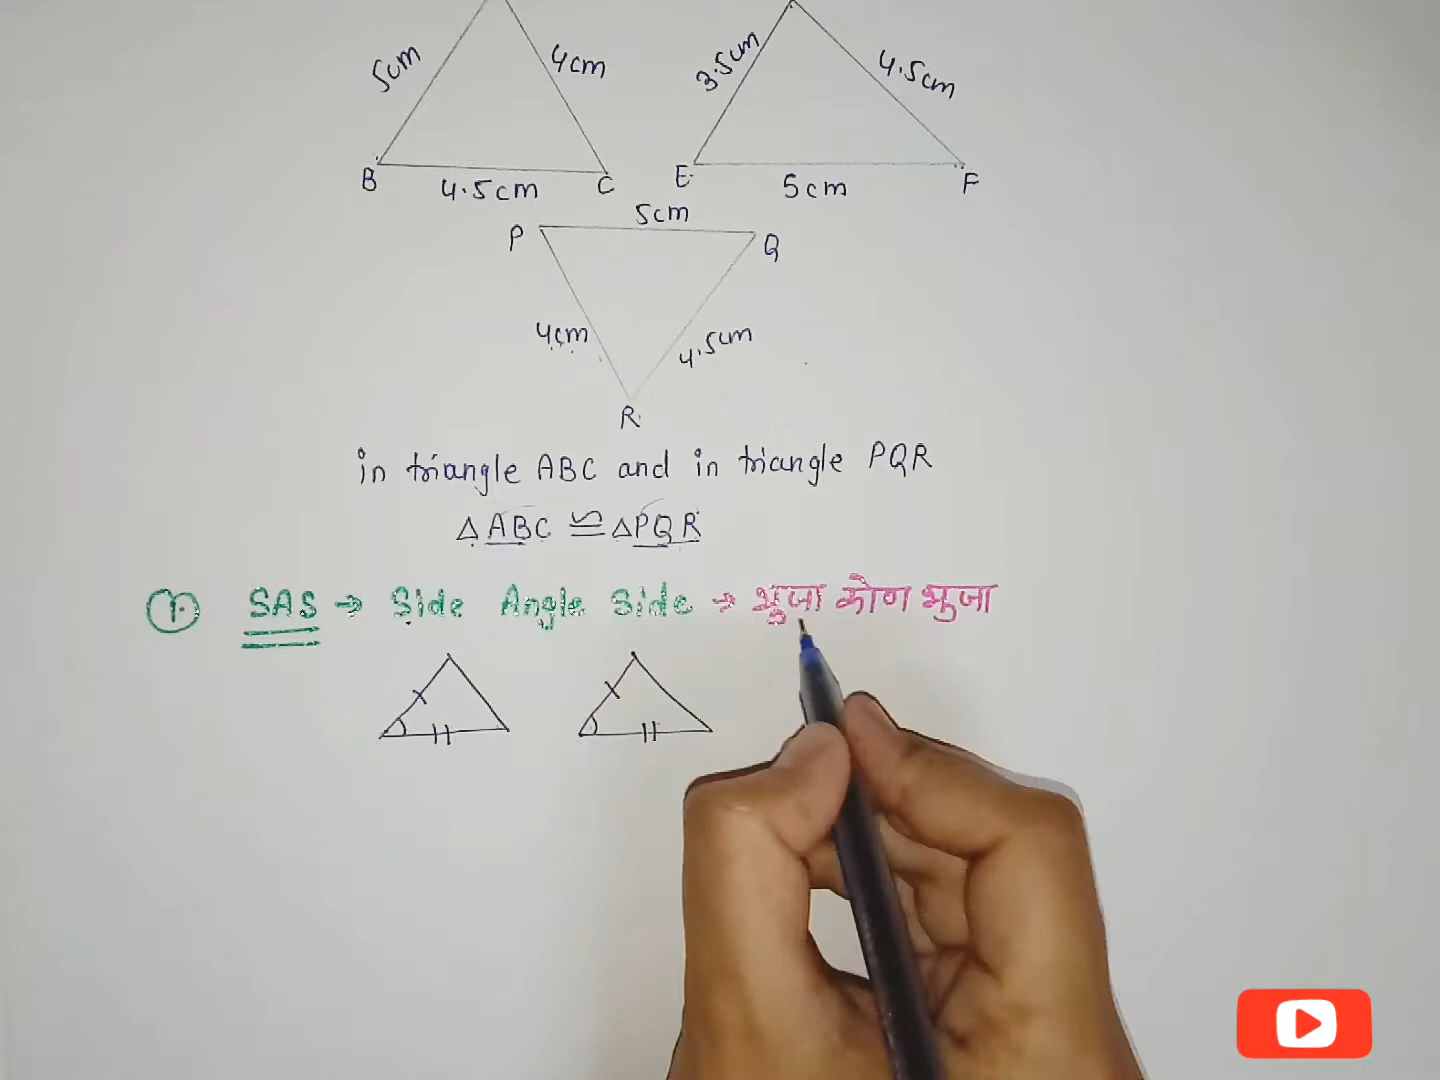 5cm 4cm 3.5cm 4.5cm
B 4.5cm C E 5cm F
P 5cm Q
4cm 4.5cm
R
in triangle ABC and in triangle PQR
△ABC ≅ △PQR
1. SAS → Side Angle Side → भुजा कोण भुजा